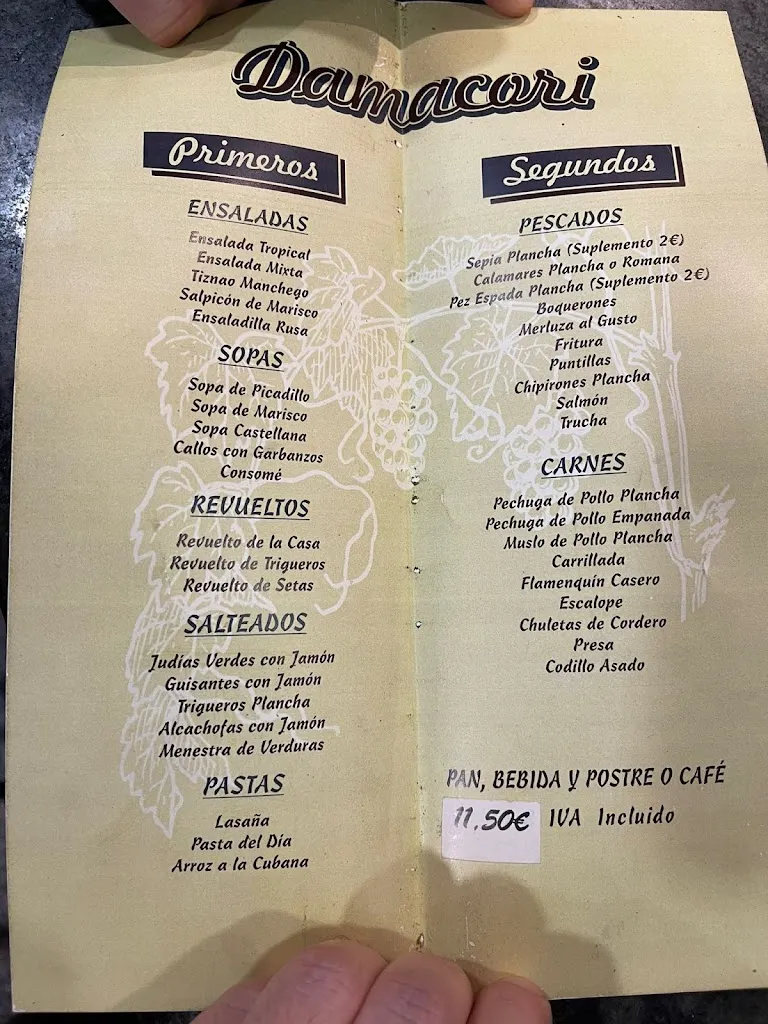 Damacori
Primeros
ENSALADAS
Ensalada Tropical
Ensalada Mixta
Tiznao Manchego
Salpicón de Marisco
Ensaladilla Rusa
SOPAS
Sopa de Picadillo
Sopa de Marisco
Sopa Castellana
Callos con Garbanzos
Consomé
REVUELTOS
Revuelto de la Casa
Revuelto de Trigueros
Revuelto de Setas
SALTEADOS
Judías Verdes con Jamón
Guisantes con Jamón
Trigueros Plancha
Alcachofas con Jamón
Menestra de Verduras
PASTAS
Lasaña
Pasta del Día
Arroz a la Cubana
Segundos
PESCADOS
Sepia Plancha (Suplemento 2€)
Calamares Plancha o Romana
Pez Espada Plancha (Suplemento 2€)
Boquerones
Merluza al Gusto
Fritura
Puntillas
Chipirones Plancha
Salmón
Trucha
CARNES
Pechuga de Pollo Plancha
Pechuga de Pollo Empanada
Muslo de Pollo Plancha
Carrillada
Flamenquín Casero
Escalope
Chuletas de Cordero
Presa
Codillo Asado
PAN, BEBIDA Y POSTRE O CAFÉ
11.50€ IVA Incluido